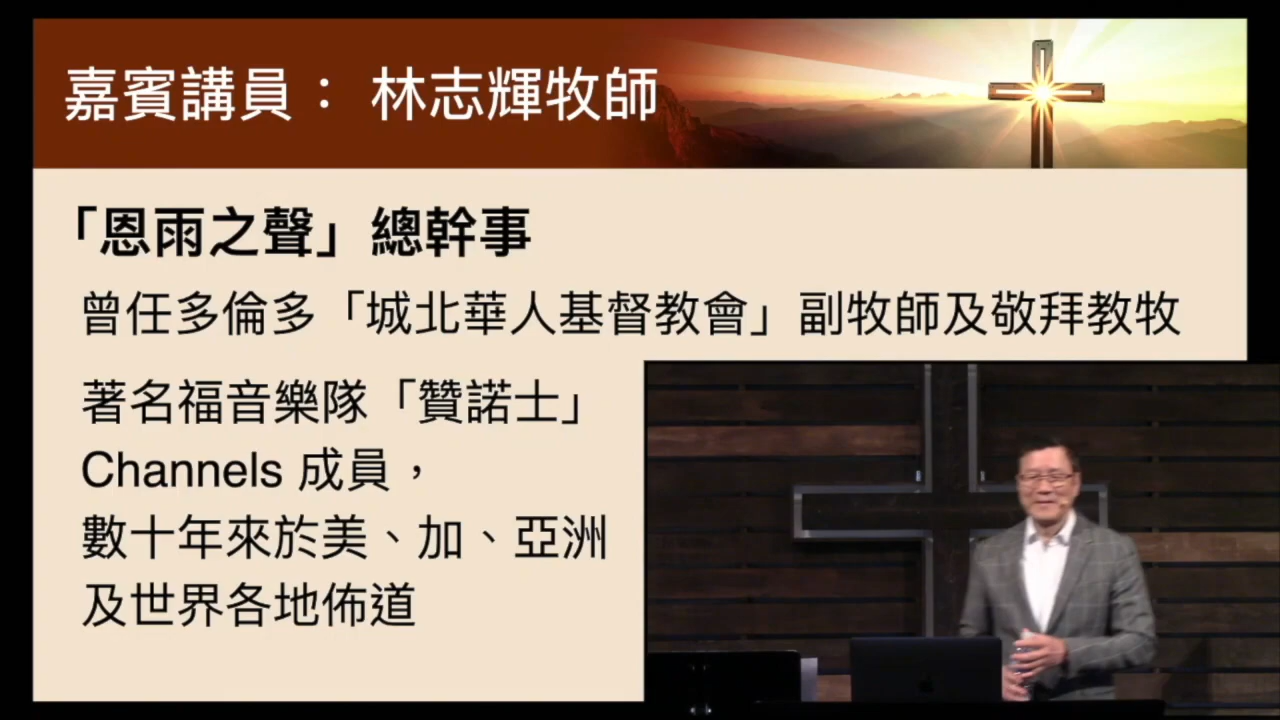 嘉賓講員： 林志輝牧師
「恩雨之聲」總幹事
曾任多倫多「城北華人基督教會」副牧師及敬拜教牧
著名福音樂隊「贊諾士」
Channels 成員，
數十年來於美、加、亞洲
及世界各地佈道